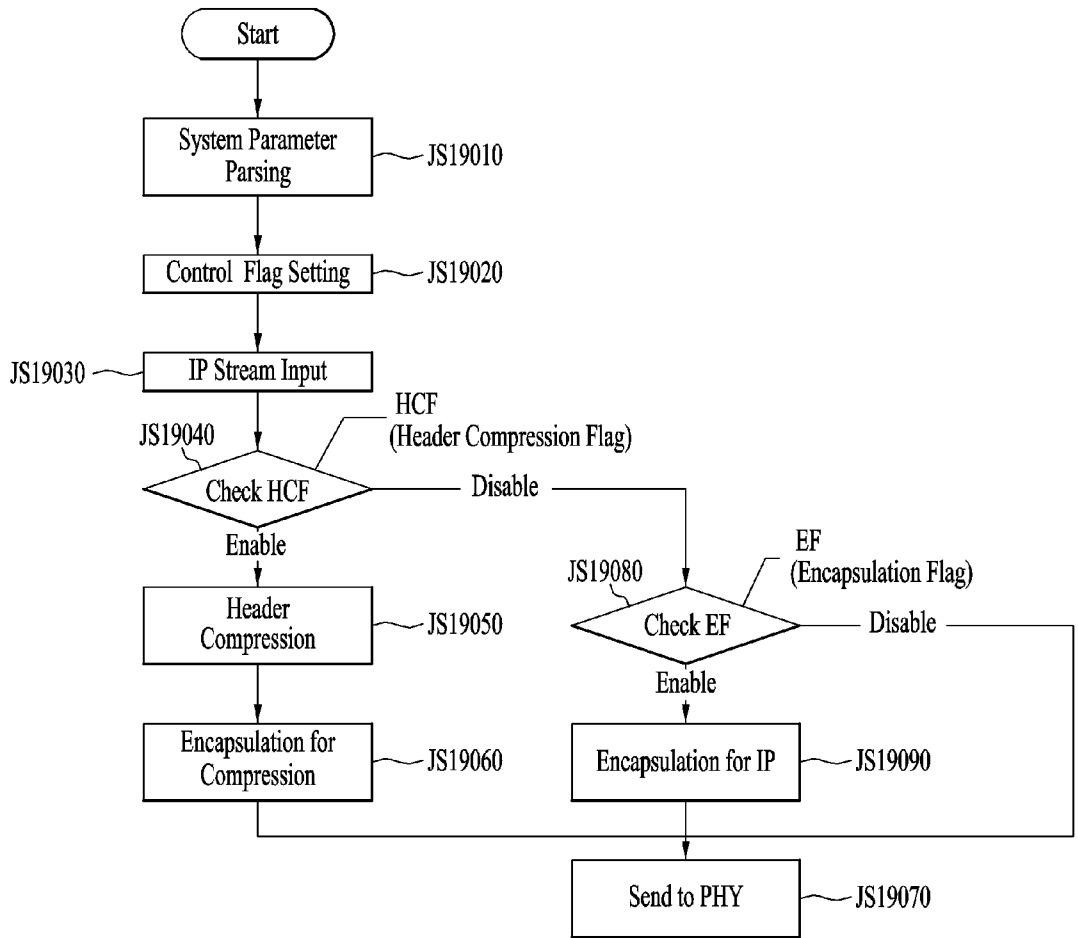 Start
System Parameter
Parsing
JS19010
Control Flag Setting
JS19020
JS19030
IP Stream Input
HCF
(Header Compression Flag)
JS19040
Check HCF
Disable
Enable
EF
(Encapsulation Flag)
JS19080
Check EF
Disable
Enable
Header
Compression
JS19050
Encapsulation for
Compression
JS19060
Encapsulation for IP
JS19090
Send to PHY
JS19070